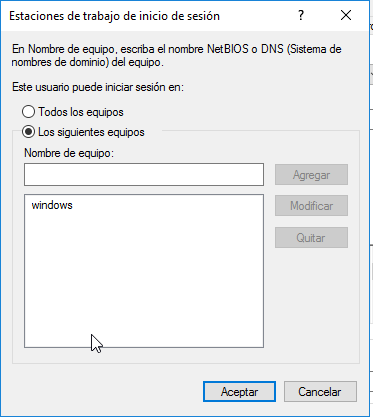 Estaciones de trabajo de inicio de sesión
?
En Nombre de equipo, escriba el nombre NetBIOS o DNS (Sistema
de nombres de dominio) del equipo.
Este usuario puede iniciar sesión en:
Todos los equipos
Los siguientes equipos
Nombre de equipo:
Agregar
windows
Modificar
Quitar
Aceptar
Cancelar